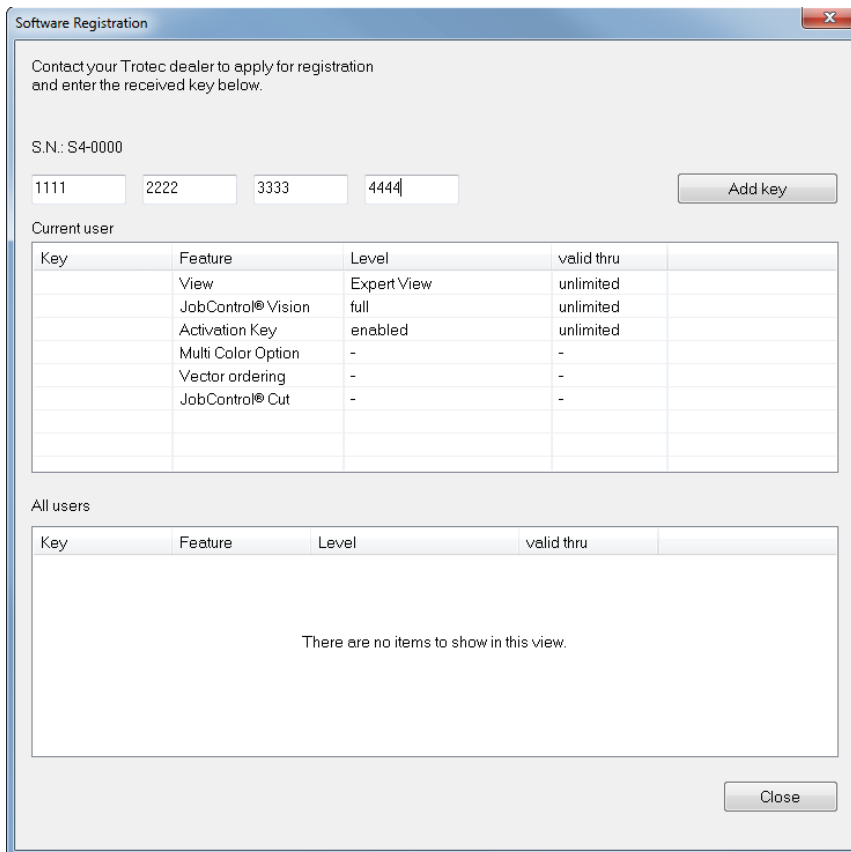 Software Registration
Contact your Trotec dealer to apply for registration
and enter the received key below.
S.N.: S4-0000
1111 2222 3333 4444 Add key
Current user
Key Feature Level valid thru
View Expert View unlimited
JobControl® Vision full unlimited
Activation Key enabled unlimited
Multi Color Option - -
Vector ordering - -
JobControl® Cut - -
All users
Key Feature Level valid thru
There are no items to show in this view.
Close